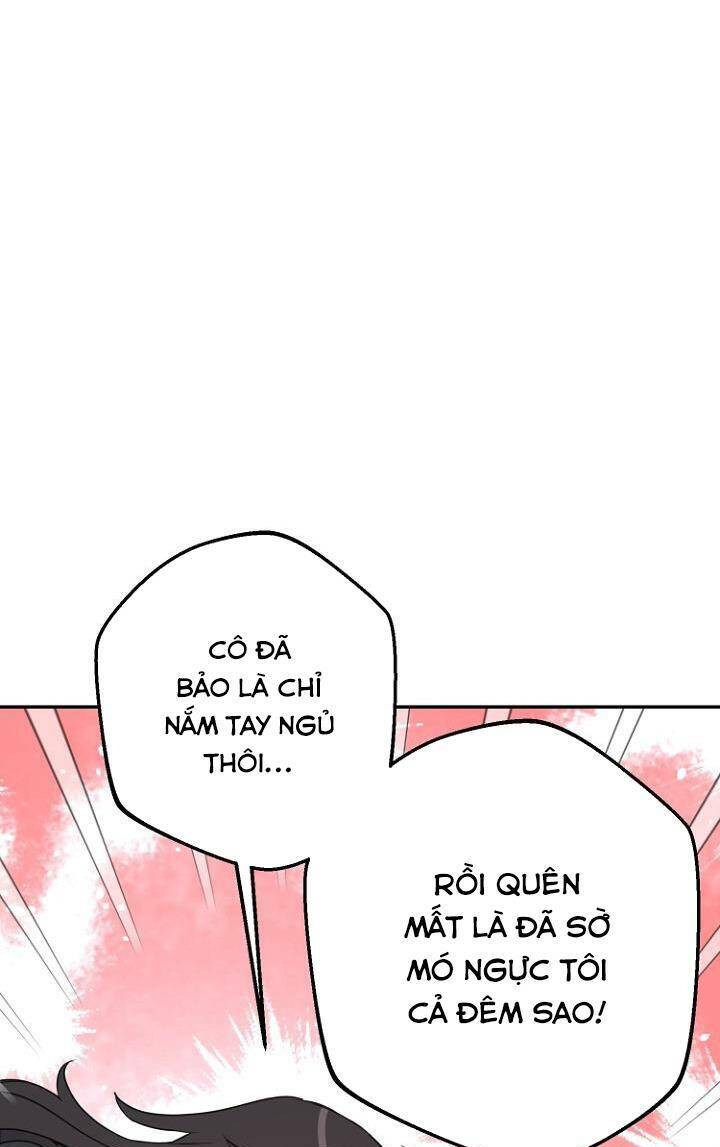 CÔ ĐÃ
BẢO LÀ CHỈ
NẮM TAY NGỦ
THÔI...
RỒI QUÊN
MẤT LÀ ĐÃ SỜ
MÓ NGỰC TÔI
CẢ ĐÊM SAO!